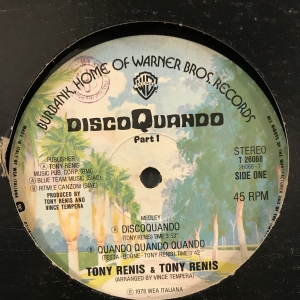 BURBANK, HOME OF WARNER BROS. RECORDS
DISCOQUANDO
Part I
STEREO
T 26068
SIDE ONE
45 RPM
PUBLISHER
A TONY RENIS
MUSIC PUB. CORP. (BMI)
A BLUE TEAM MUSIC (SIAE)
B RITMI E CANZONI (SIAE)
PRODUCED BY
TONY RENIS AND
VINCE TEMPERA
MEDLEY
A DISCOQUANDO
B QUANDO QUANDO QUANDO
TONY RENIS & TONY RENIS
(ARRANGED BY VINCE TEMPERA)
℗ 1978 WEA ITALIANA